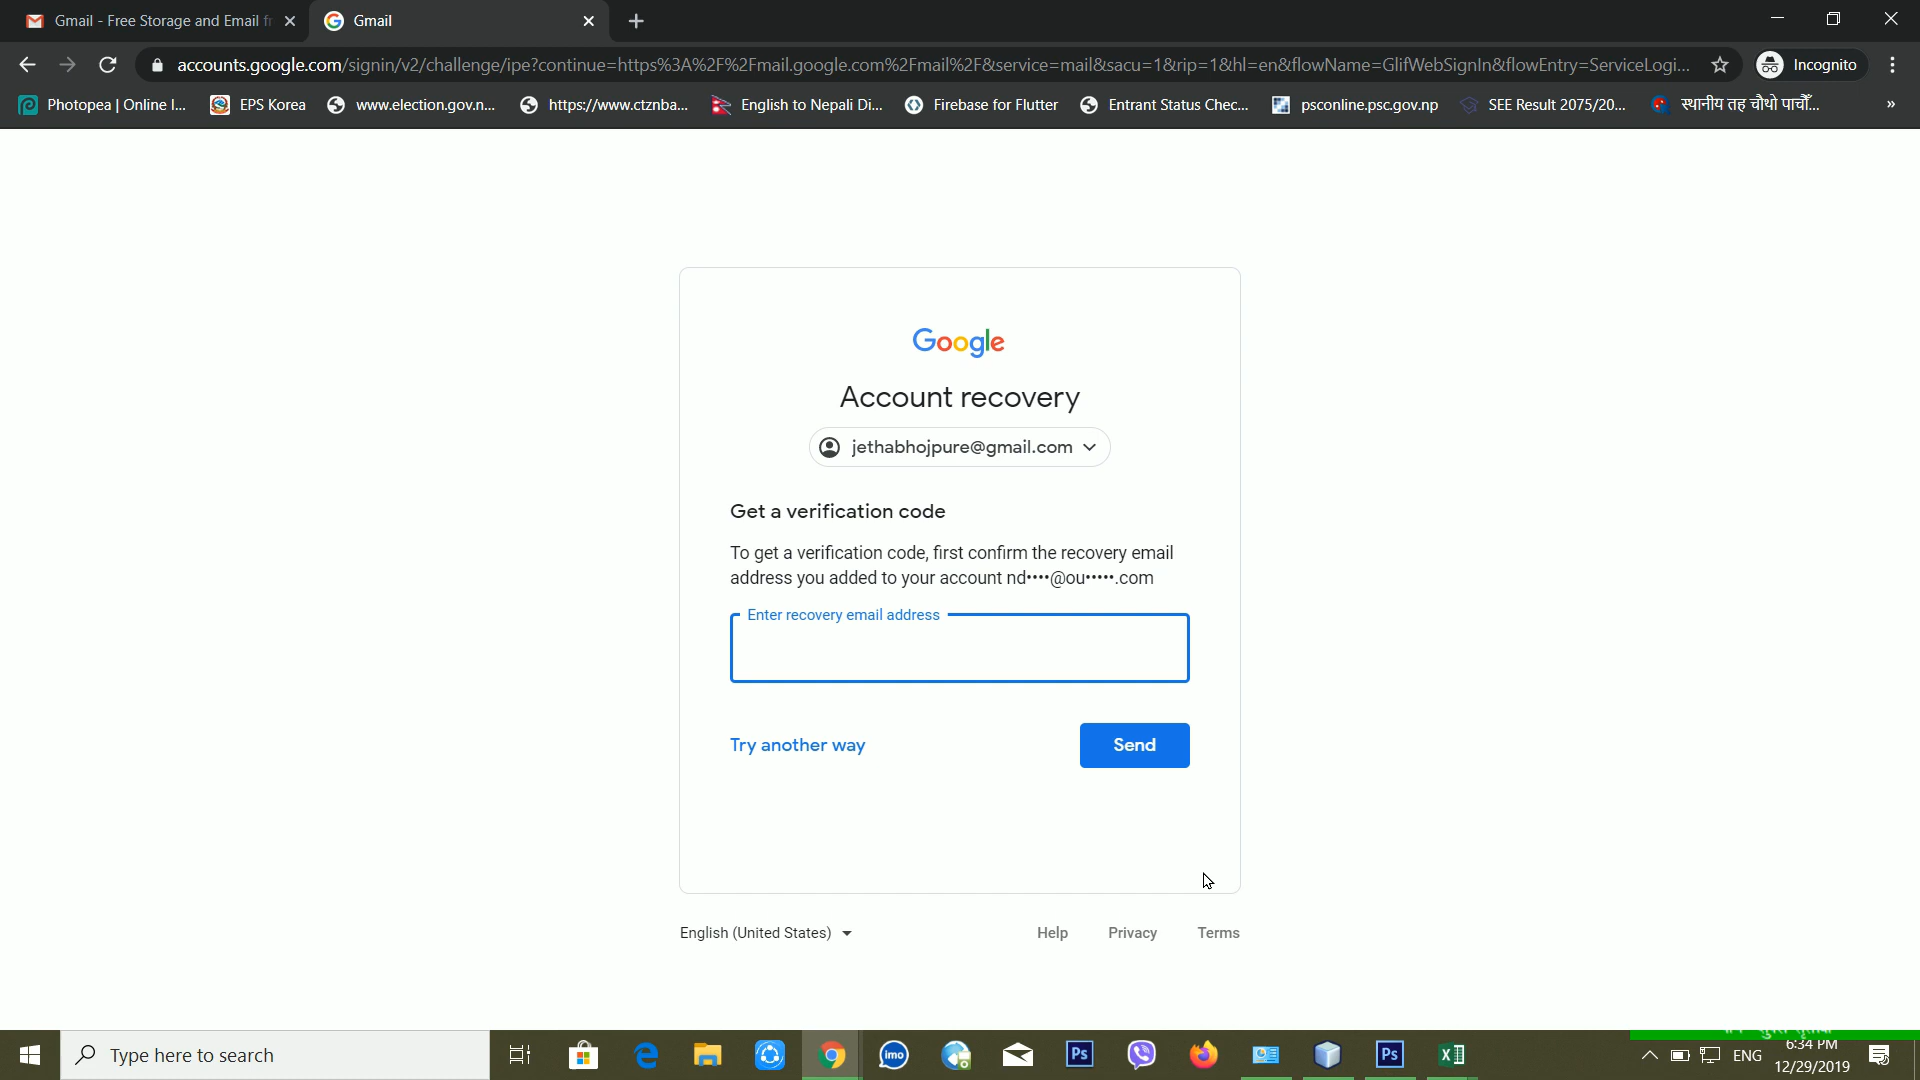 Gmail - Free Storage and Email fr
Gmail
accounts.google.com/signin/v2/challenge/ipe?continue=https%3A%2F%2Fmail.google.com%2Fmail%2F&service=mail&sacu=1&rip=1&hl=en&flowName=GlifWebSignIn&flowEntry=ServiceLogi...
Incognito
Photopea | Online I...
EPS Korea
www.election.gov.n...
https://www.ctznba...
English to Nepali Di...
Firebase for Flutter
Entrant Status Chec...
psconline.psc.gov.np
SEE Result 2075/20...
स्थानीय तह चौथो पाचौँ...
»
Google
Account recovery
jethabhojpure@gmail.com
Get a verification code
To get a verification code, first confirm the recovery email
address you added to your account nd••••@ou•••••.com
Enter recovery email address
Try another way
Send
English (United States)
Help
Privacy
Terms
Type here to search
imo
Ps
Ps
ENG
6:34 PM
12/29/2019